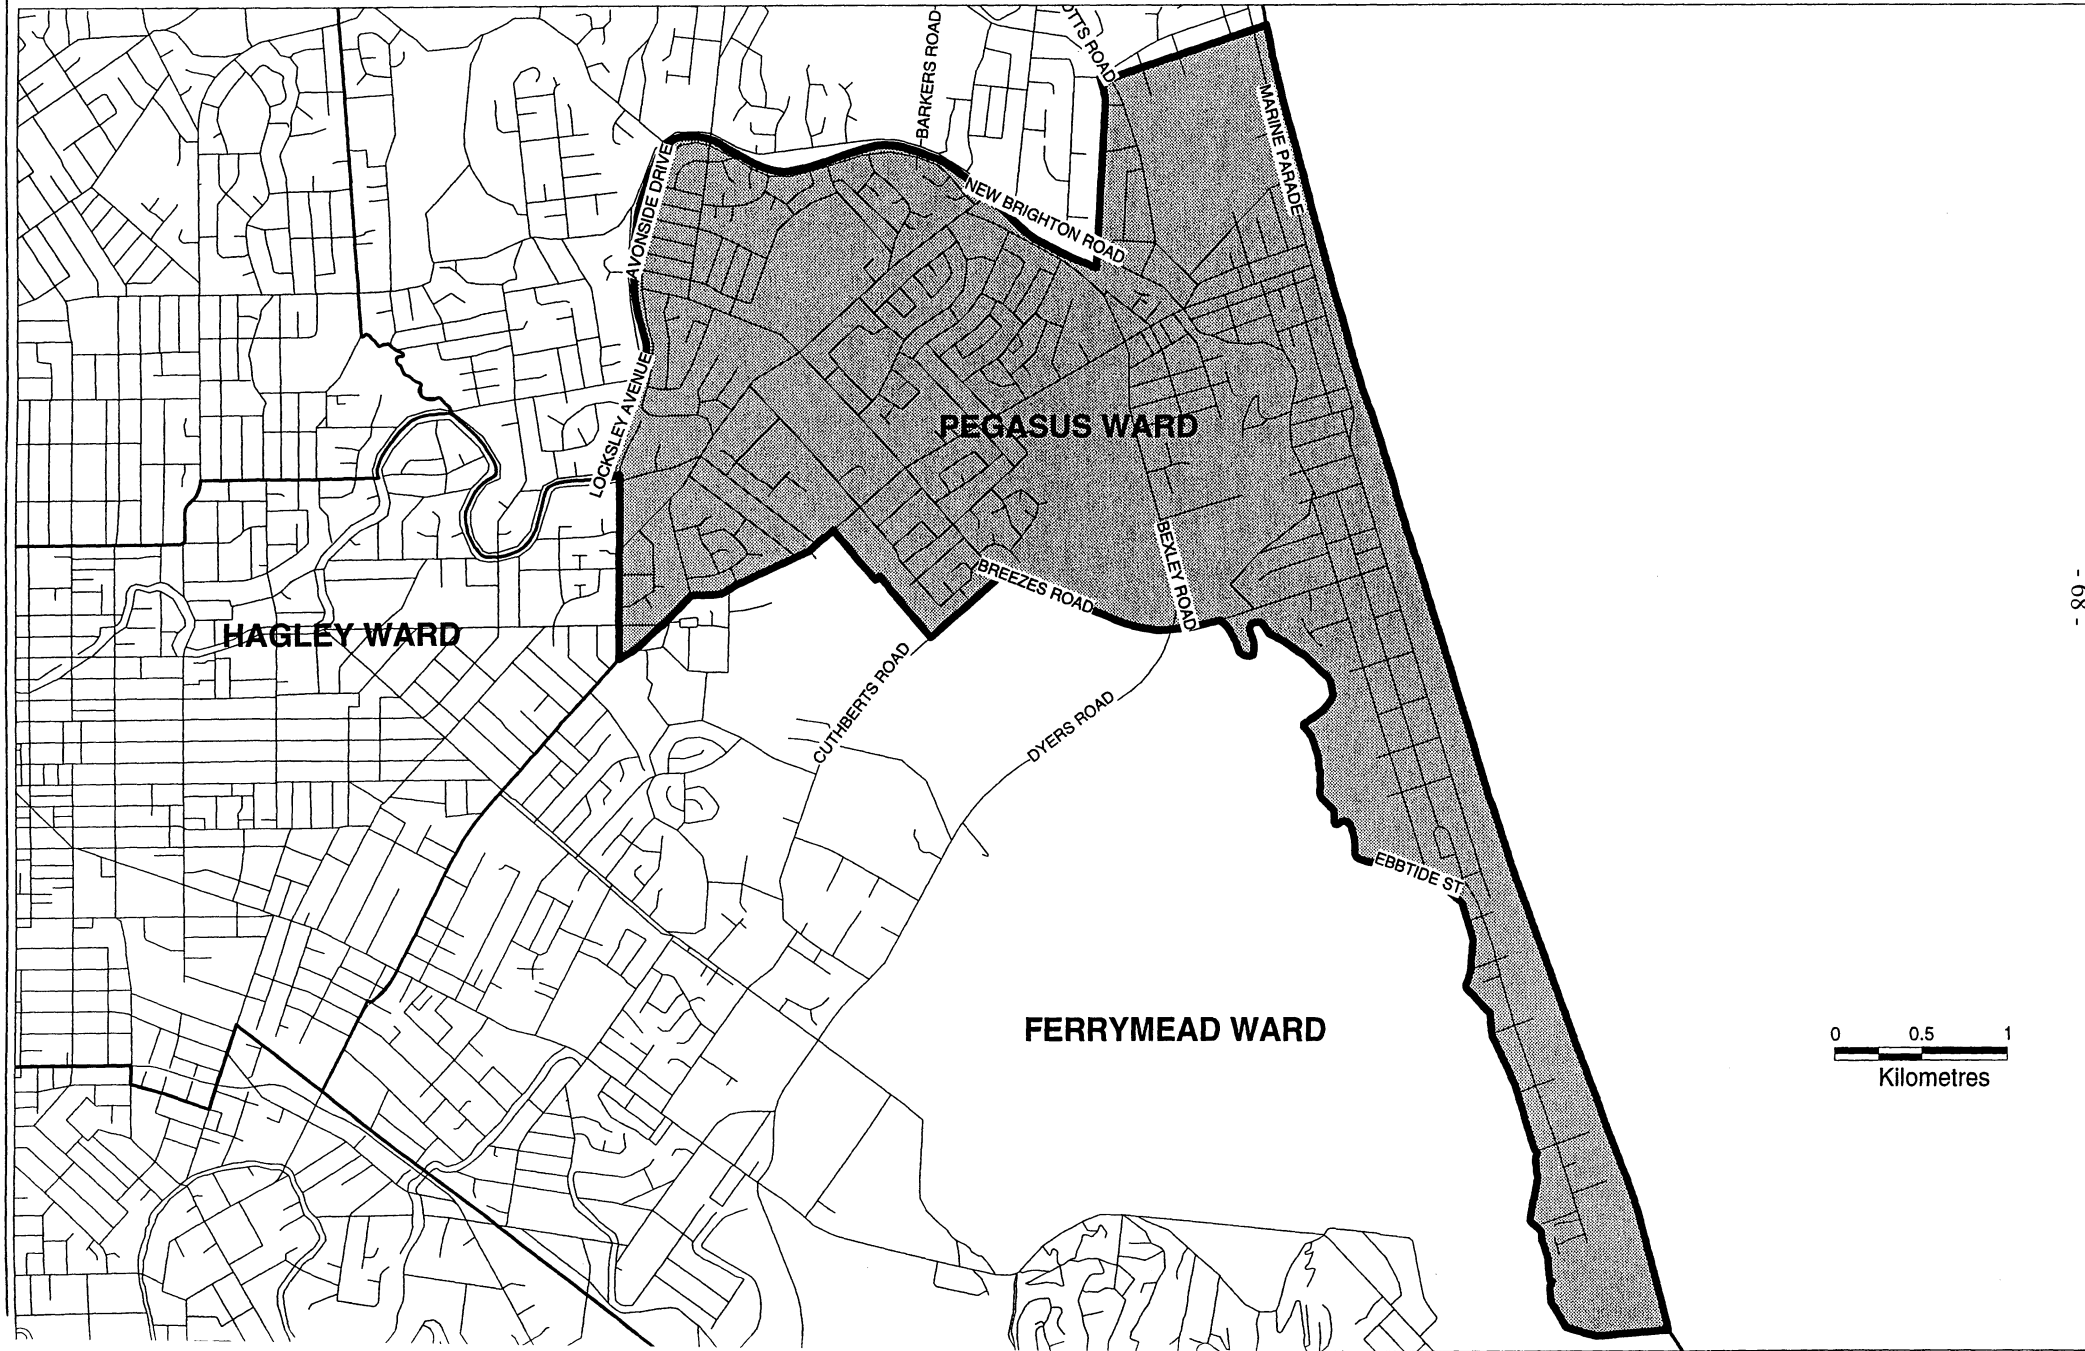 BARKERS ROAD
OTTS ROAD
MARINE PARADE
AVONSIDE DRIVE
NEW BRIGHTON ROAD
LOCKSLEY AVENUE
PEGASUS WARD
BEXLEY ROAD
BREEZES ROAD
- 68 -
HAGLEY WARD
CUTHBERTS ROAD
DYERS ROAD
EBBTIDE ST
FERRYMEAD WARD
0 0.5 1
Kilometres